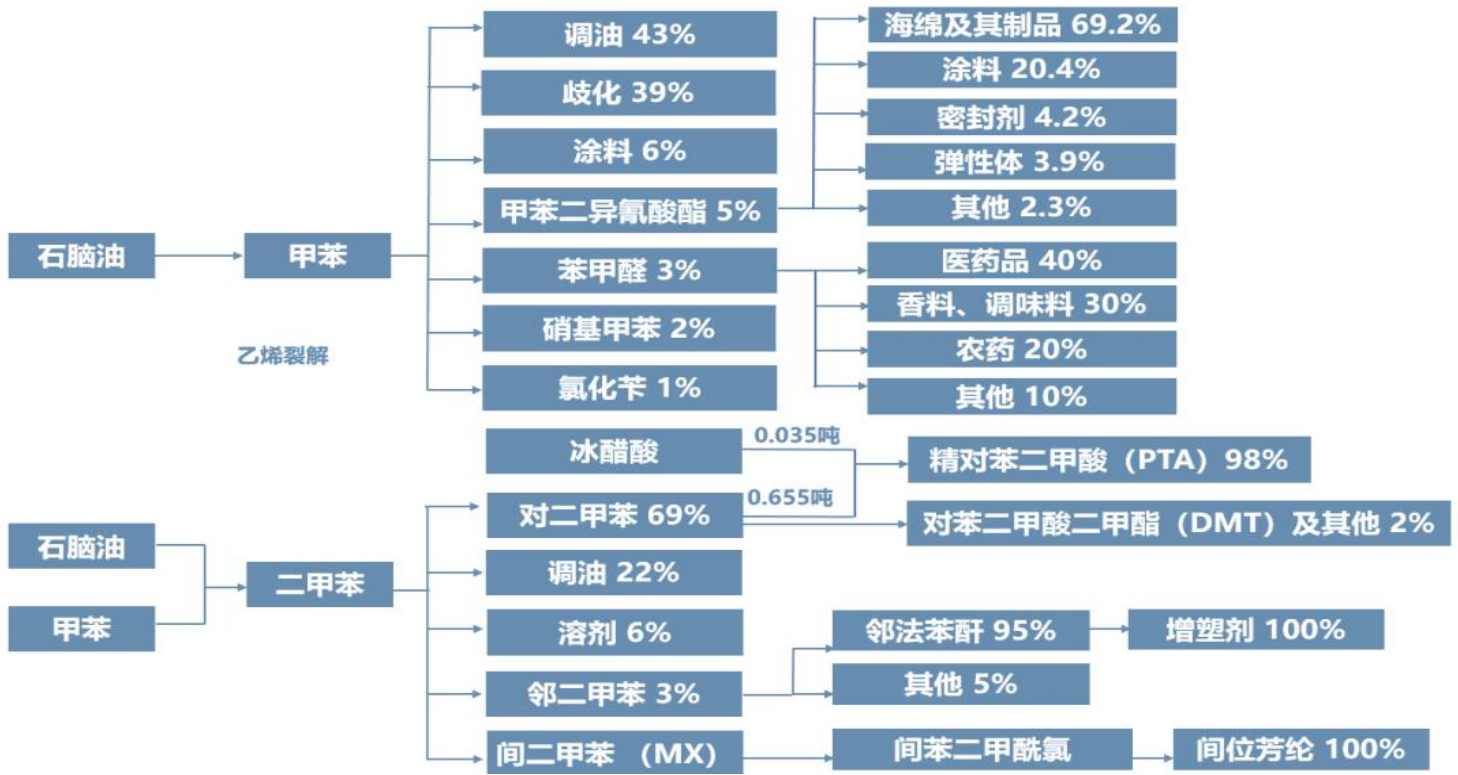 石脑油
甲苯
调油 43%
歧化 39%
涂料 6%
甲苯二异氰酸酯 5%
苯甲醛 3%
硝基甲苯 2%
氯化苄 1%
海绵及其制品 69.2%
涂料 20.4%
密封剂 4.2%
弹性体 3.9%
其他 2.3%
医药品 40%
香料、调味料 30%
农药 20%
其他 10%
乙烯裂解
石脑油
甲苯
二甲苯
冰醋酸
0.035吨
对二甲苯 69%
0.655吨
精对苯二甲酸（PTA）98%
对苯二甲酸二甲酯（DMT）及其他 2%
调油 22%
溶剂 6%
邻二甲苯 3%
邻法苯酐 95%
增塑剂 100%
其他 5%
间二甲苯 （MX）
间苯二甲酰氯
间位芳纶 100%